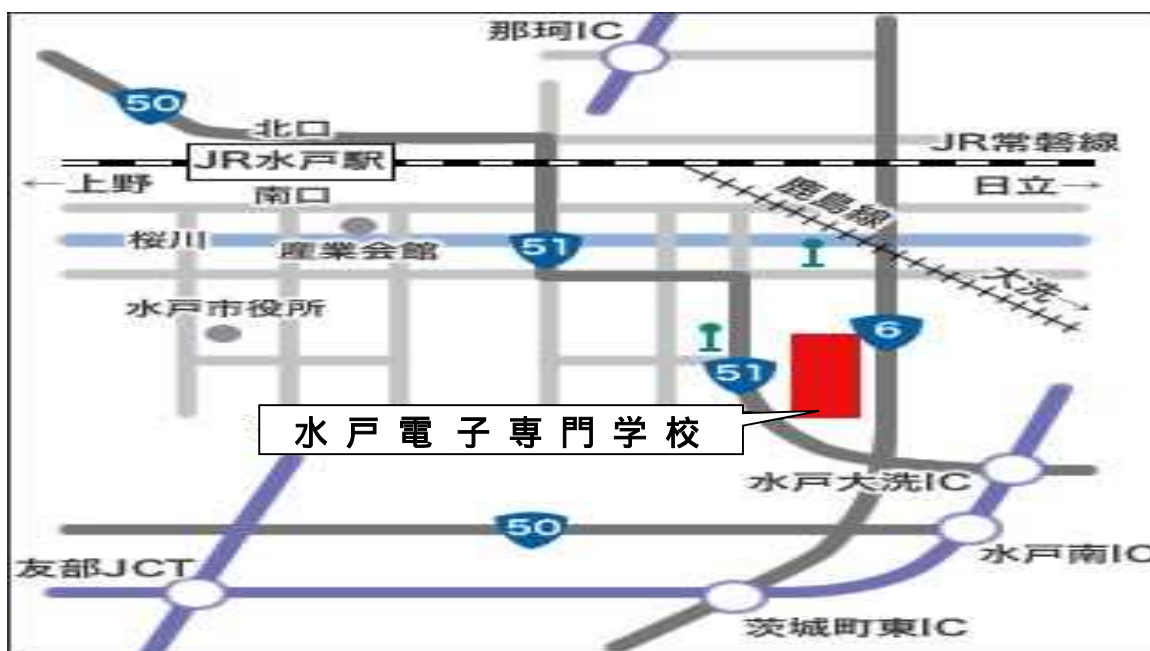 那珂IC
50
北口
JR水戸駅
JR常磐線
←上野
南口
鹿島線
日立→
桜川
産業会館
51
大洗→
水戸市役所
6
51
水戸電子専門学校
水戸大洗IC
50
水戸南IC
友部JCT
茨城町東IC